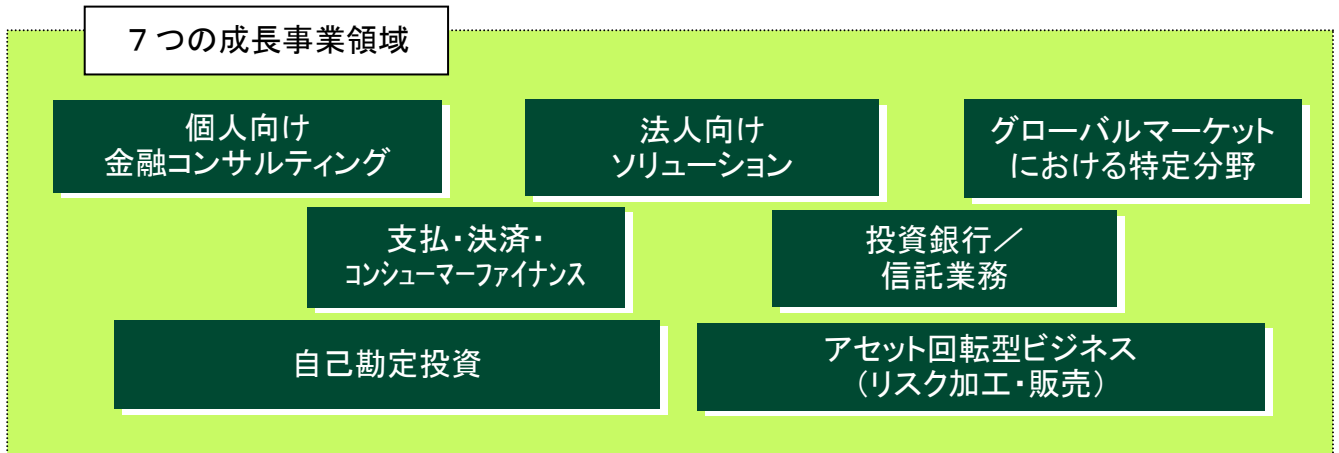 ７つの成長事業領域
個人向け
金融コンサルティング
法人向け
ソリューション
グローバルマーケット
における特定分野
支払・決済・
コンシューマーファイナンス
投資銀行／
信託業務
自己勘定投資
アセット回転型ビジネス
（リスク加工・販売）